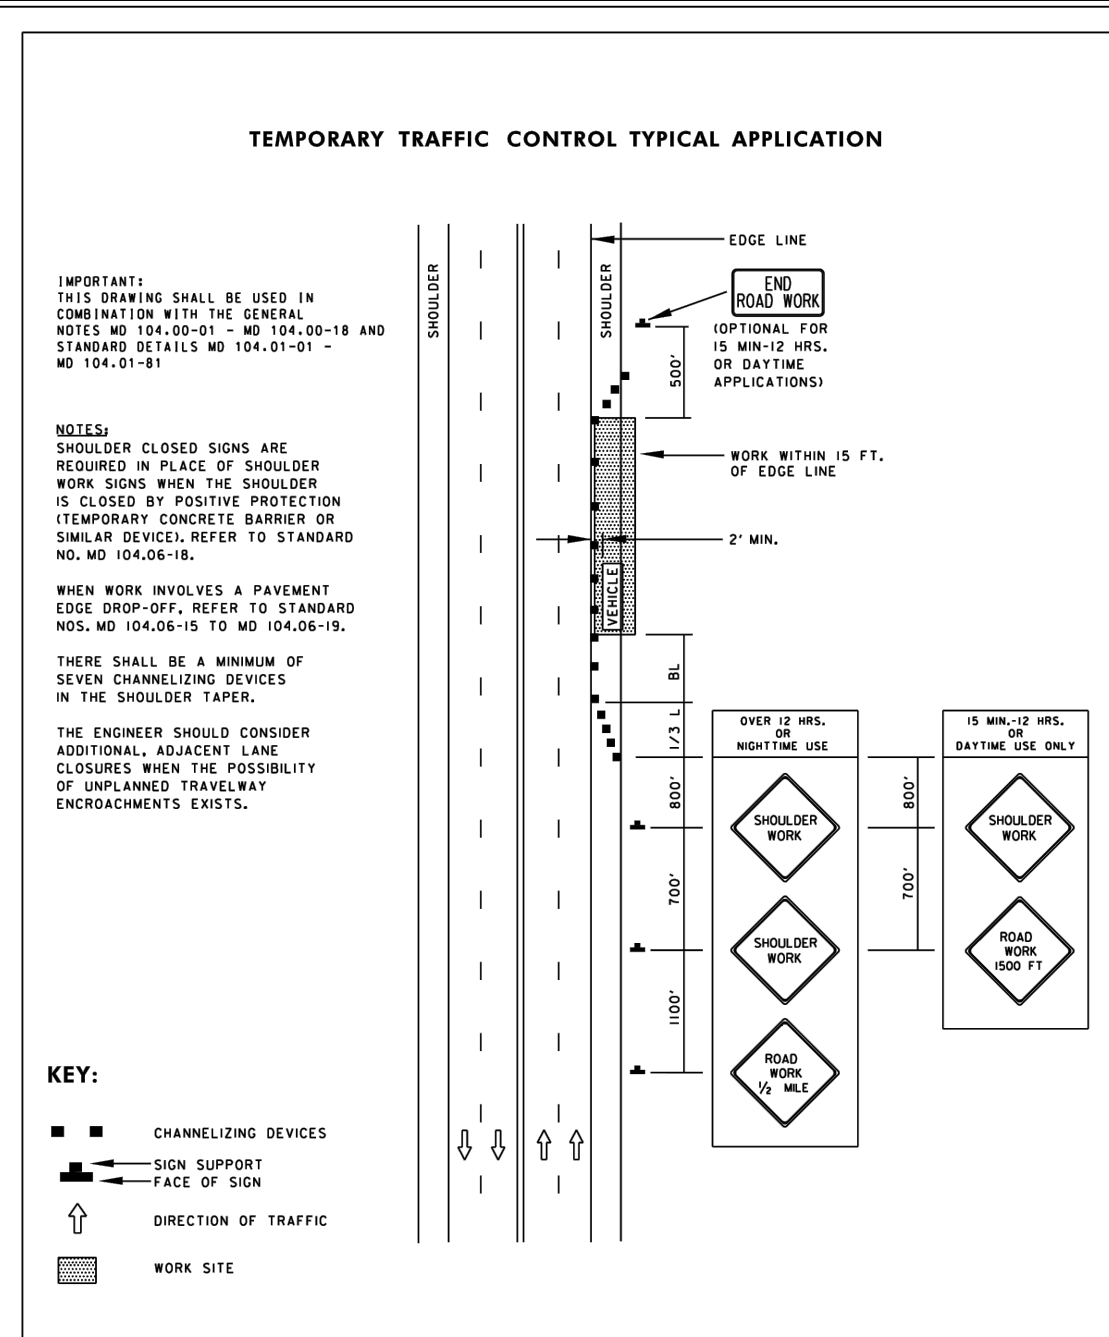 TEMPORARY TRAFFIC CONTROL TYPICAL APPLICATION
IMPORTANT:
THIS DRAWING SHALL BE USED IN
COMBINATION WITH THE GENERAL
NOTES MD 104.00-01 - MD 104.00-18 AND
STANDARD DETAILS MD 104.01-01 -
MD 104.01-81
NOTES:
SHOULDER CLOSED SIGNS ARE
REQUIRED IN PLACE OF SHOULDER
WORK SIGNS WHEN THE SHOULDER
IS CLOSED BY POSITIVE PROTECTION
(TEMPORARY CONCRETE BARRIER OR
SIMILAR DEVICE). REFER TO STANDARD
NO. MD 104.06-18.
WHEN WORK INVOLVES A PAVEMENT
EDGE DROP-OFF, REFER TO STANDARD
NOS. MD 104.06-15 TO MD 104.06-19.
THERE SHALL BE A MINIMUM OF
SEVEN CHANNELIZING DEVICES
IN THE SHOULDER TAPER.
THE ENGINEER SHOULD CONSIDER
ADDITIONAL, ADJACENT LANE
CLOSURES WHEN THE POSSIBILITY
OF UNPLANNED TRAVELWAY
ENCROACHMENTS EXISTS.
SHOULDER
SHOULDER
EDGE LINE
END
ROAD WORK
(OPTIONAL FOR
15 MIN-12 HRS.
OR DAYTIME
APPLICATIONS)
500'
WORK WITHIN 15 FT.
OF EDGE LINE
2' MIN.
VEHICLE
BL
1/3 L
800'
700'
1100'
OVER 12 HRS.
OR
NIGHTTIME USE
SHOULDER
WORK
SHOULDER
WORK
ROAD
WORK
1/2 MILE
800'
700'
15 MIN.-12 HRS.
OR
DAYTIME USE ONLY
SHOULDER
WORK
ROAD
WORK
1500 FT
KEY:
CHANNELIZING DEVICES
SIGN SUPPORT
FACE OF SIGN
DIRECTION OF TRAFFIC
WORK SITE